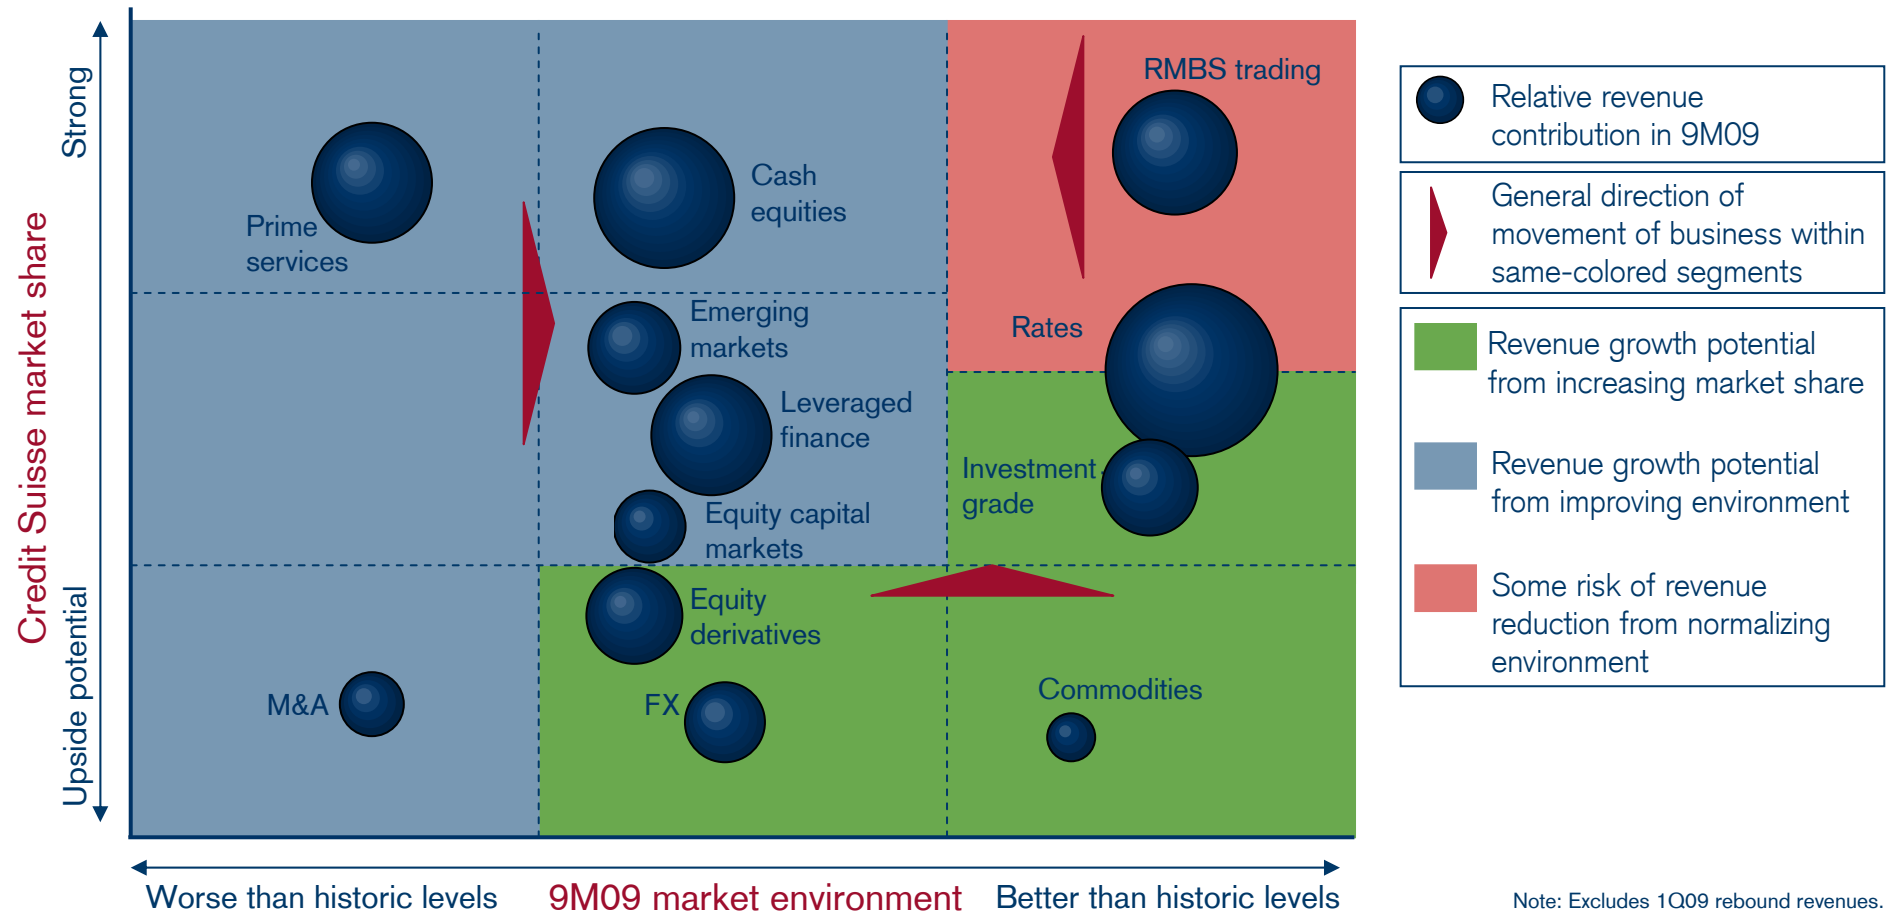 Credit Suisse market share
Strong
Upside potential
RMBS trading
Cash
equities
Prime
services
Emerging
markets
Rates
Leveraged
finance
Investment
grade
Equity capital
markets
Equity
derivatives
M&A
FX
Commodities
Worse than historic levels
9M09 market environment
Better than historic levels
Relative revenue
contribution in 9M09
General direction of
movement of business within
same-colored segments
Revenue growth potential
from increasing market share
Revenue growth potential
from improving environment
Some risk of revenue
reduction from normalizing
environment
Note: Excludes 1Q09 rebound revenues.